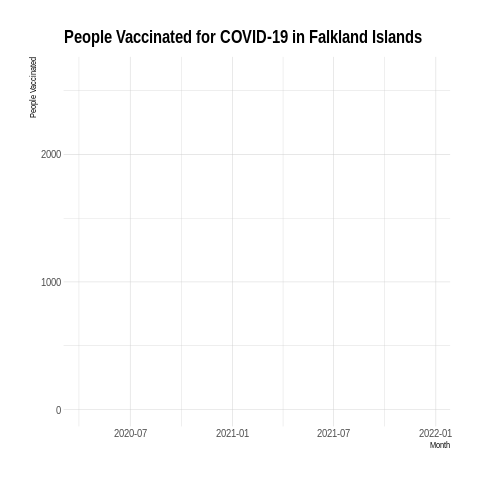 People Vaccinated for COVID-19 in Falkland Islands
People Vaccinated
2000
1000
0
2020-07 2021-01 2021-07 2022-01
Month